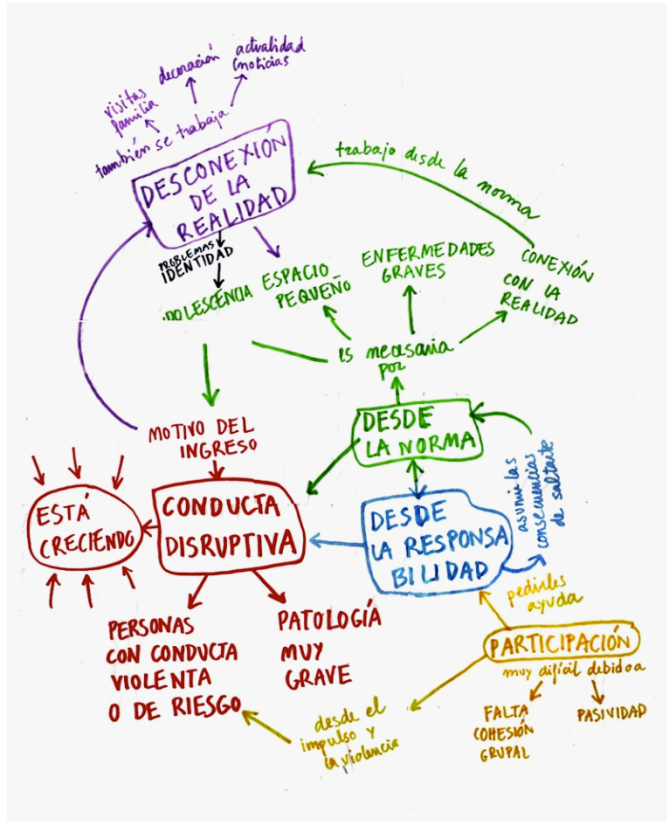 visitas
familia
decoración
actualidad
(noticias
también se trabaja
DESCONEXIÓN
DE LA
REALIDAD
trabajo desde la norma
PROBLEMAS
IDENTIDAD
ADOLESCENCIA
ESPACIO
PEQUEÑO
ENFERMEDADES
GRAVES
CONEXIÓN
CON LA
REALIDAD
es necesaria
por
MOTIVO DEL
INGRESO
DESDE
LA NORMA
ESTÁ
CRECIENDO
CONDUCTA
DISRUPTIVA
DESDE
LA RESPONSA
BILIDAD
asumir las
consecuencias
de saltarte
pedirles
ayuda
PERSONAS
CON CONDUCTA
VIOLENTA
O DE RIESGO
PATOLOGÍA
MUY
GRAVE
PARTICIPACIÓN
muy difícil debido a
FALTA
COHESIÓN
GRUPAL
PASIVIDAD
desde el
impulso y
la violencia